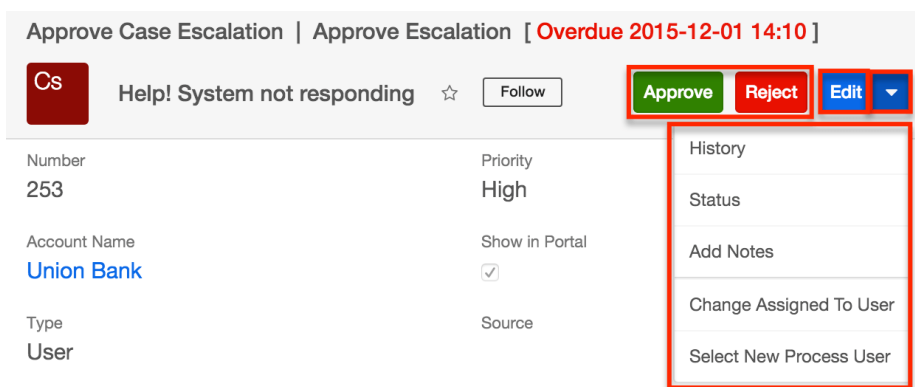 Approve Case Escalation | Approve Escalation [ Overdue 2015-12-01 14:10 ]
Cs Help! System not responding Follow Approve Reject Edit
History
Status
Add Notes
Change Assigned To User
Select New Process User
Number Priority
253 High
Account Name Show in Portal
Union Bank
Type Source
User